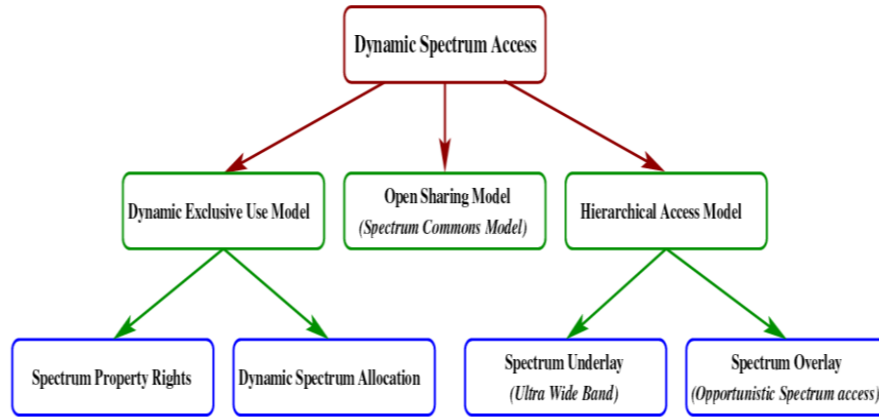 Dynamic Spectrum Access
Dynamic Exclusive Use Model
Open Sharing Model
(Spectrum Commons Model)
Hierarchical Access Model
Spectrum Property Rights
Dynamic Spectrum Allocation
Spectrum Underlay
(Ultra Wide Band)
Spectrum Overlay
(Opportunistic Spectrum access)